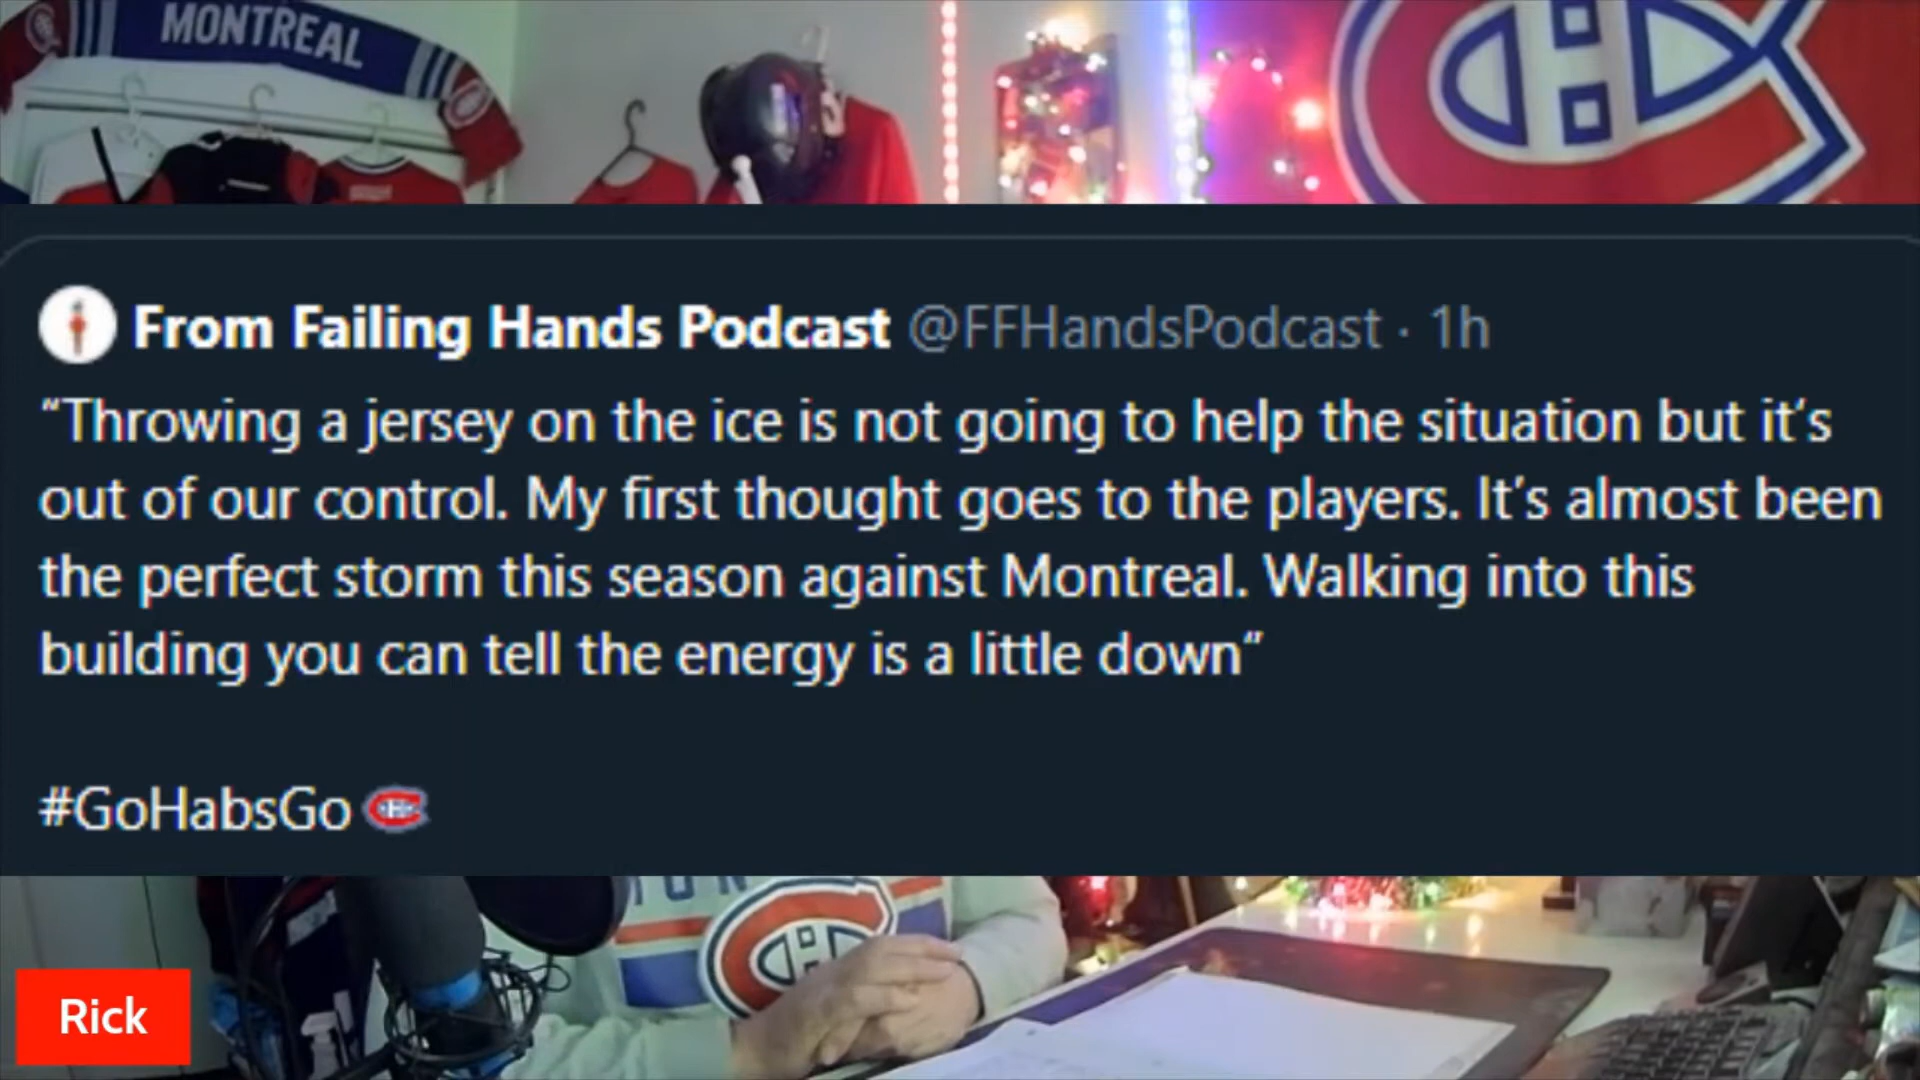 MONTREAL
From Failing Hands Podcast @FFHandsPodcast · 1h
“Throwing a jersey on the ice is not going to help the situation but it’s
out of our control. My first thought goes to the players. It’s almost been
the perfect storm this season against Montreal. Walking into this
building you can tell the energy is a little down”
#GoHabsGo
Rick